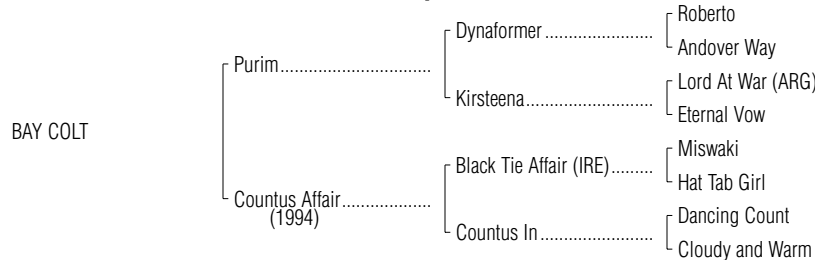 Roberto
Dynaformer
Andover Way
Purim
Lord At War (ARG)
Kirsteena
Eternal Vow
BAY COLT
Miswaki
Black Tie Affair (IRE)
Hat Tab Girl
Countus Affair
(1994)
Dancing Count
Countus In
Cloudy and Warm